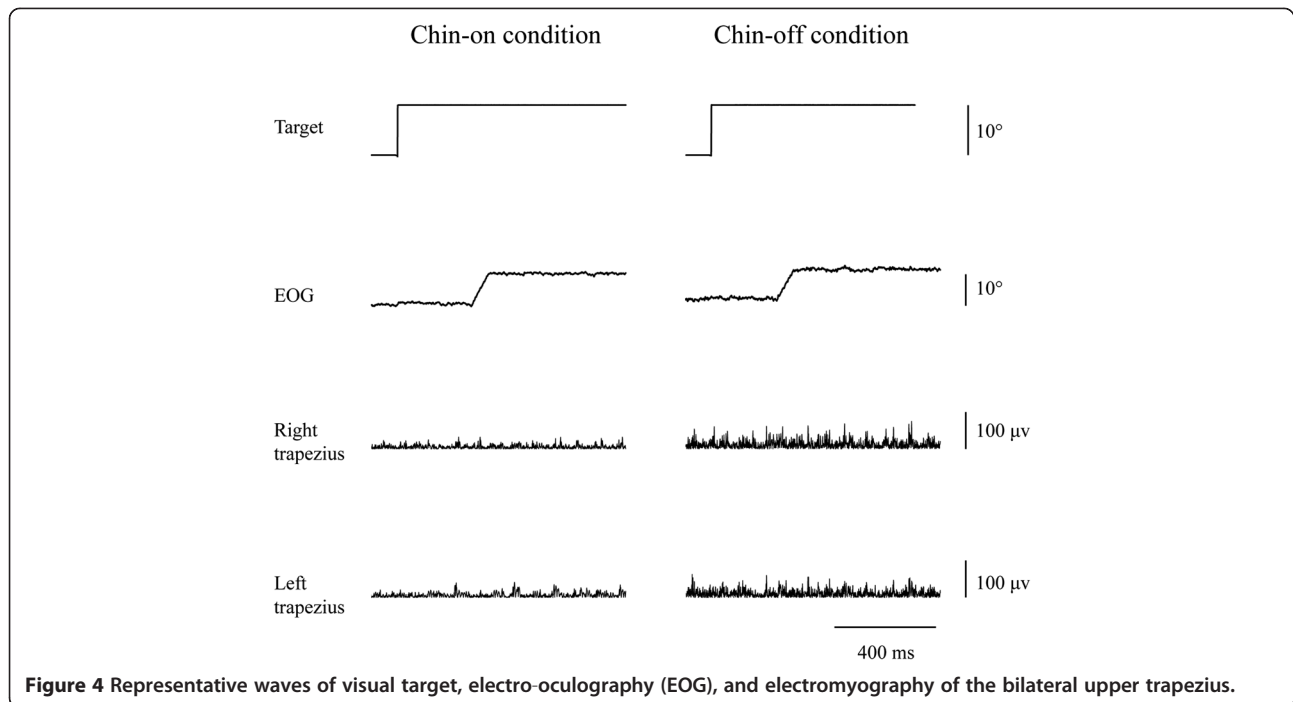 Chin-on condition Chin-off condition
Target
10°
EOG
10°
Right
trapezius
100 μv
Left
trapezius
100 μv
400 ms
Figure 4 Representative waves of visual target, electro-oculography (EOG), and electromyography of the bilateral upper trapezius.